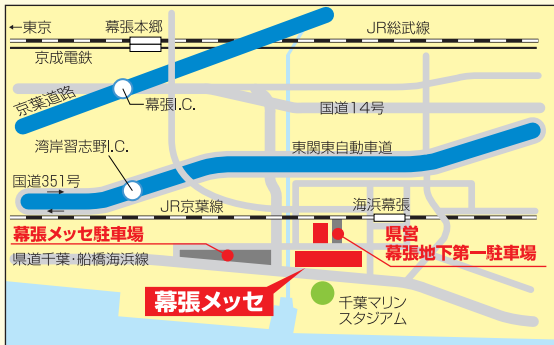 ←東京
幕張本郷
JR総武線
京成電鉄
京葉道路
幕張I.C.
国道14号
湾岸習志野I.C.
東関東自動車道
国道351号
JR京葉線
海浜幕張
幕張メッセ駐車場
県営
幕張地下第一駐車場
県道千葉・船橋海浜線
幕張メッセ
千葉マリン
スタジアム